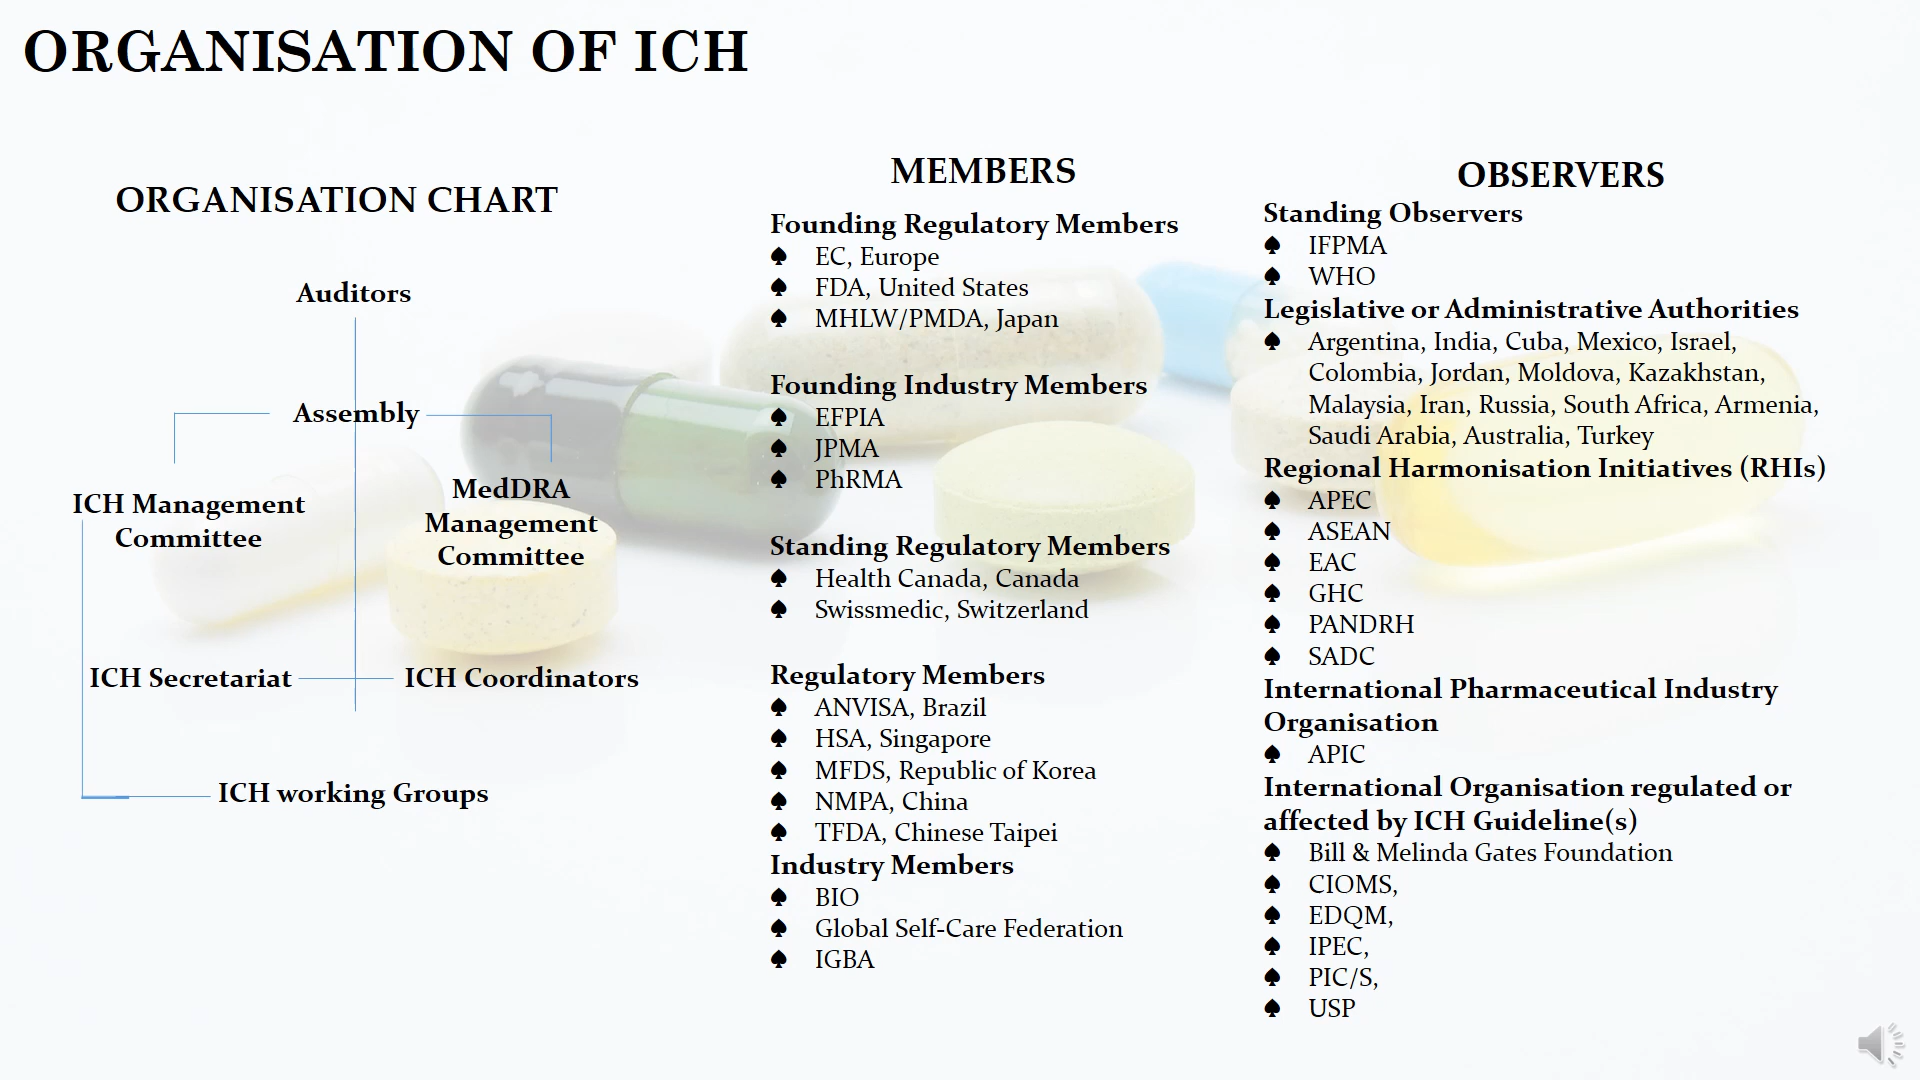 ORGANISATION OF ICH
ORGANISATION CHART
Auditors
Assembly
ICH Management
Committee
MedDRA
Management
Committee
ICH Secretariat
ICH Coordinators
ICH working Groups
MEMBERS
Founding Regulatory Members
♠ EC, Europe
♠ FDA, United States
♠ MHLW/PMDA, Japan
Founding Industry Members
♠ EFPIA
♠ JPMA
♠ PhRMA
Standing Regulatory Members
♠ Health Canada, Canada
♠ Swissmedic, Switzerland
Regulatory Members
♠ ANVISA, Brazil
♠ HSA, Singapore
♠ MFDS, Republic of Korea
♠ NMPA, China
♠ TFDA, Chinese Taipei
Industry Members
♠ BIO
♠ Global Self-Care Federation
♠ IGBA
OBSERVERS
Standing Observers
♠ IFPMA
♠ WHO
Legislative or Administrative Authorities
♠ Argentina, India, Cuba, Mexico, Israel,
Colombia, Jordan, Moldova, Kazakhstan,
Malaysia, Iran, Russia, South Africa, Armenia,
Saudi Arabia, Australia, Turkey
Regional Harmonisation Initiatives (RHIs)
♠ APEC
♠ ASEAN
♠ EAC
♠ GHC
♠ PANDRH
♠ SADC
International Pharmaceutical Industry
Organisation
♠ APIC
International Organisation regulated or
affected by ICH Guideline(s)
♠ Bill & Melinda Gates Foundation
♠ CIOMS,
♠ EDQM,
♠ IPEC,
♠ PIC/S,
♠ USP